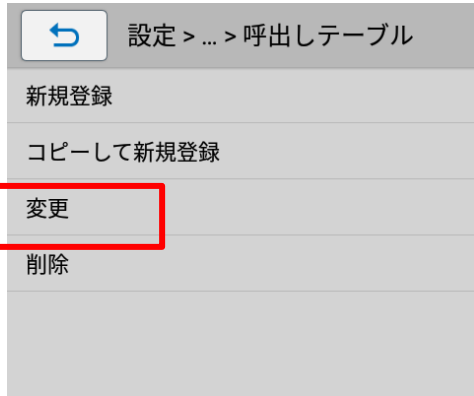 設定 > ... > 呼出しテーブル
新規登録
コピーして新規登録
変更
削除